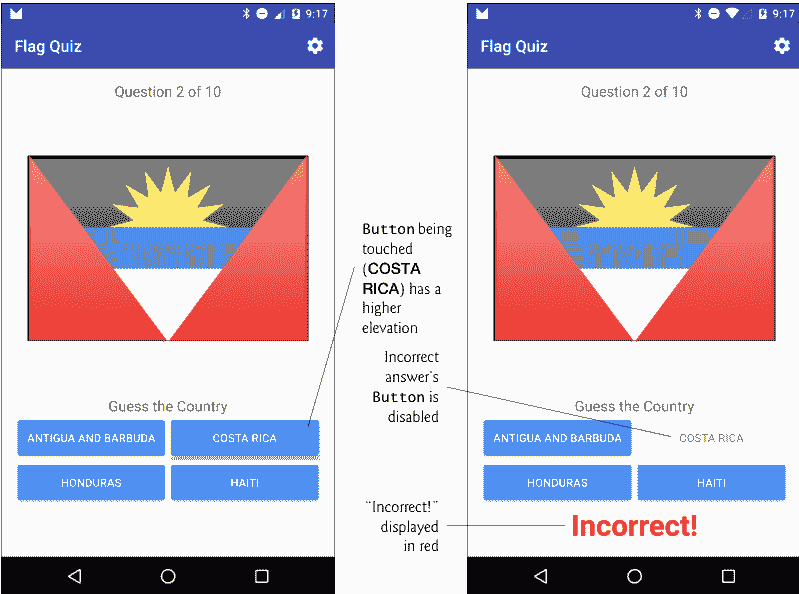 9:17
Flag Quiz
Question 2 of 10
Guess the Country
ANTIGUA AND BARBUDA
COSTA RICA
HONDURAS
HAITI
Button being
touched
(COSTA
RICA) has a
higher
elevation
Incorrect
answer's
Button is
disabled
“Incorrect!”
displayed
in red
9:17
Flag Quiz
Question 2 of 10
Guess the Country
ANTIGUA AND BARBUDA
COSTA RICA
HONDURAS
HAITI
Incorrect!